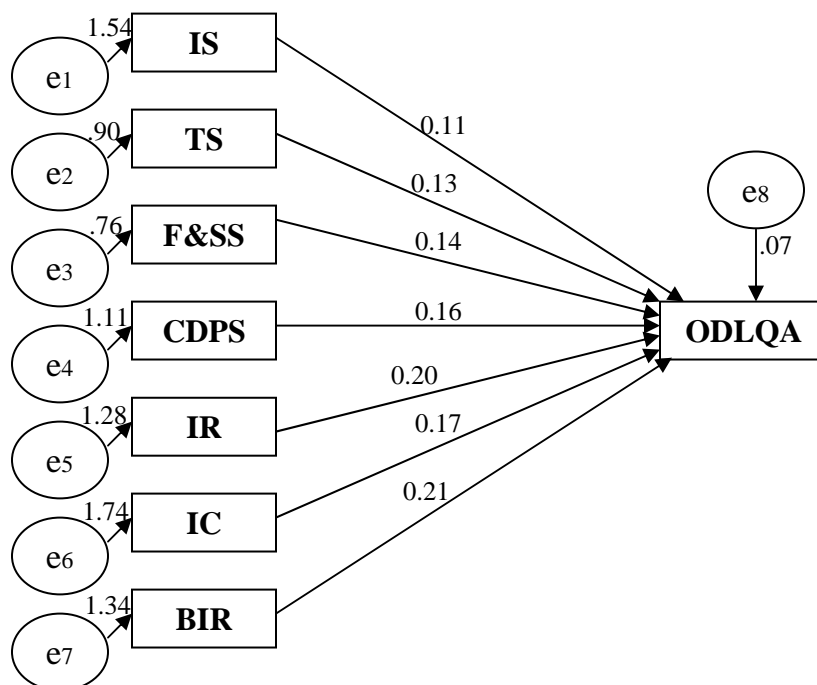 1.54
IS
e1
0.11
.90
TS
e2
0.13
e8
.76
F&SS
e3
0.14
.07
1.11
CDPS
0.16
ODLQA
e4
0.20
1.28
IR
e5
0.17
1.74
IC
0.21
e6
1.34
BIR
e7